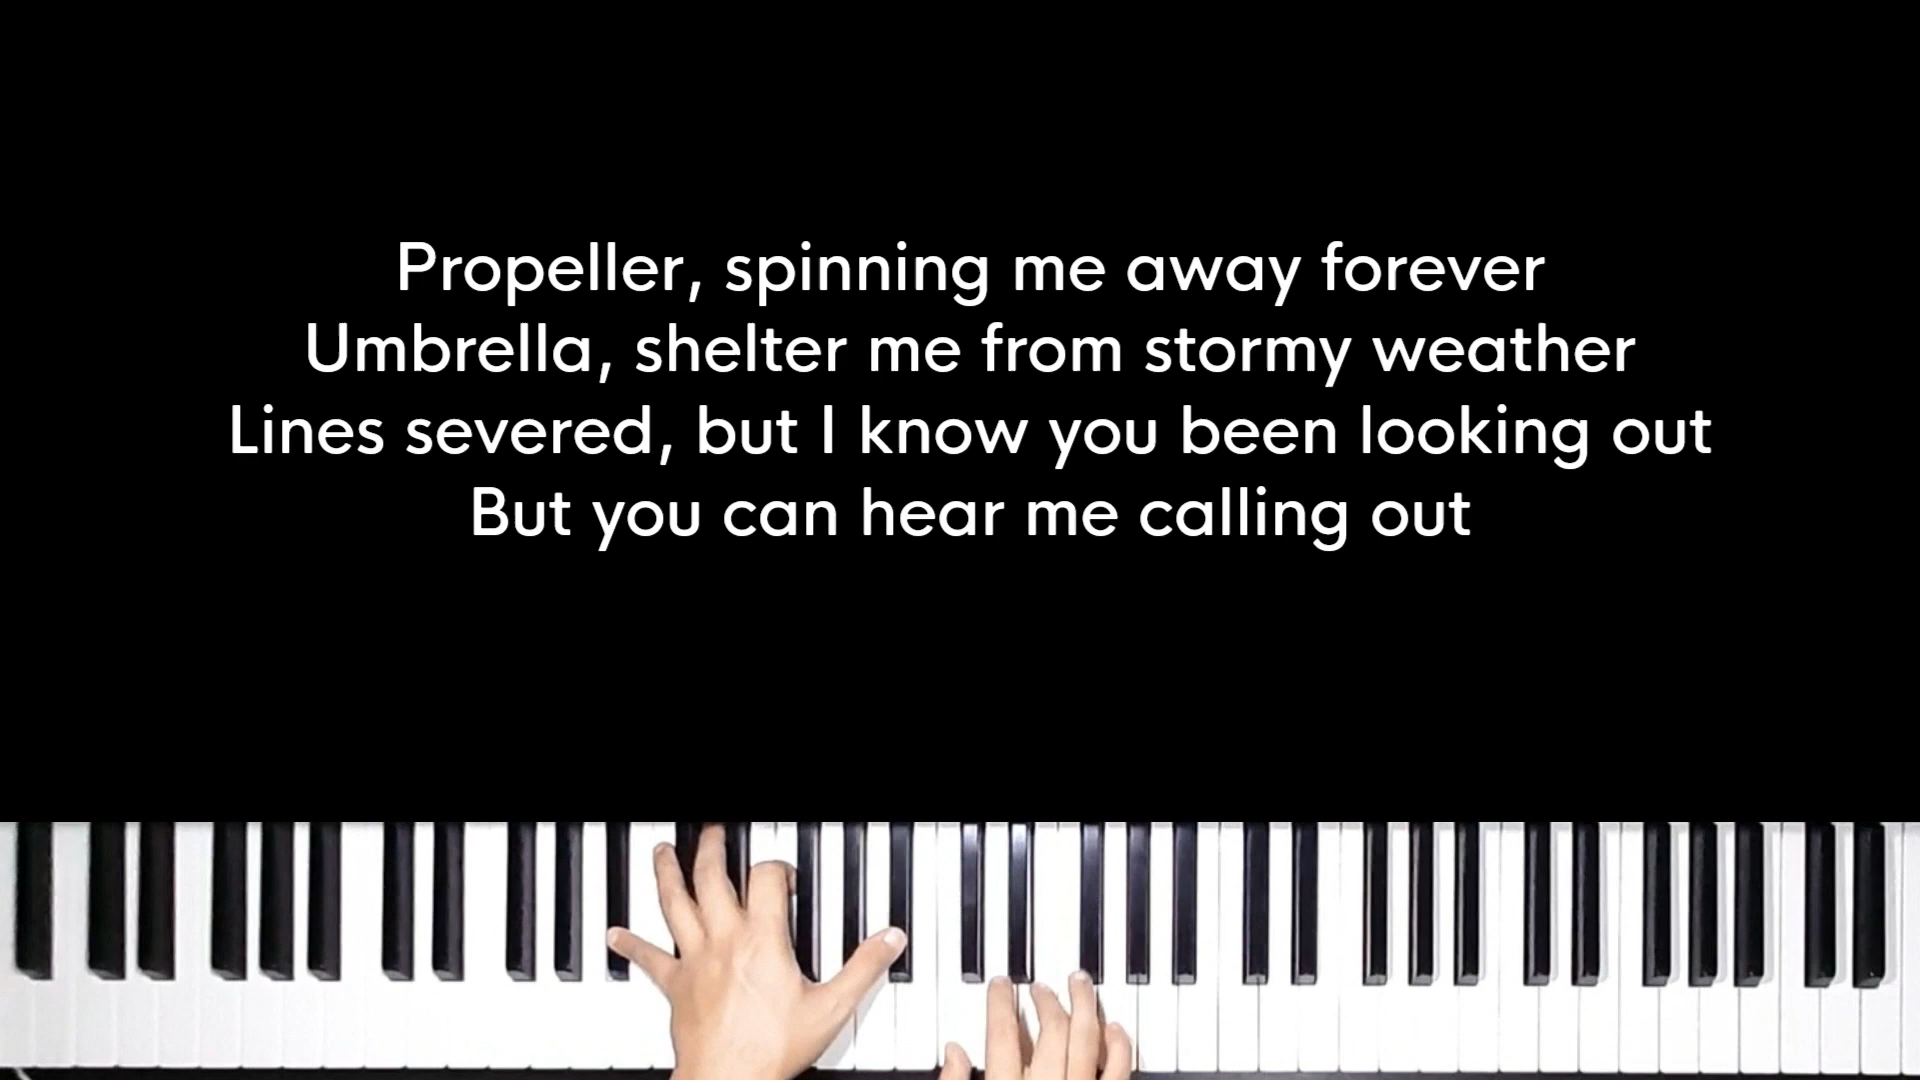 Propeller, spinning me away forever
Umbrella, shelter me from stormy weather
Lines severed, but I know you been looking out
But you can hear me calling out